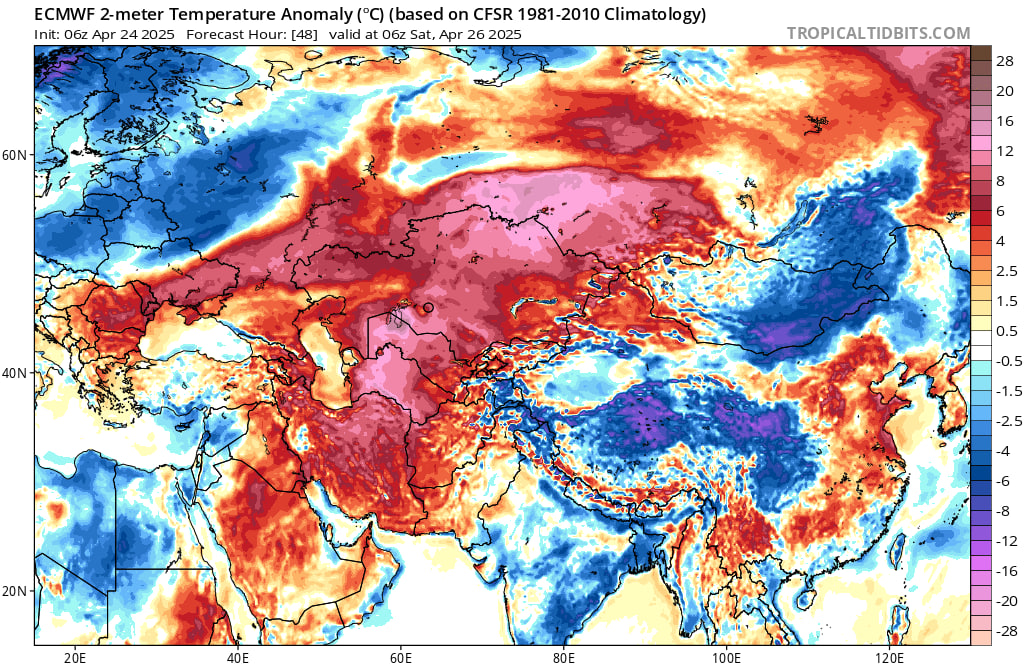 ECMWF 2-meter Temperature Anomaly (°C) (based on CFSR 1981-2010 Climatology)
Init: 06z Apr 24 2025 Forecast Hour: [48] valid at 06z Sat, Apr 26 2025
TROPICALTIDBITS.COM
28
20
16
12
8
6
4
2.5
1.5
0.5
-0.5
-1.5
-2.5
-4
-6
-8
-12
-16
-20
-28
60N
40N
20N
20E 40E 60E 80E 100E 120E